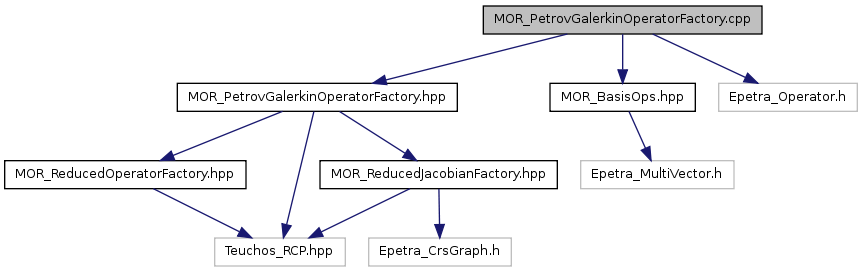 MOR_PetrovGalerkinOperatorFactory.cpp
MOR_PetrovGalerkinOperatorFactory.hpp
MOR_BasisOps.hpp
Epetra_Operator.h
MOR_ReducedOperatorFactory.hpp
MOR_ReducedJacobianFactory.hpp
Epetra_MultiVector.h
Teuchos_RCP.hpp
Epetra_CrsGraph.h